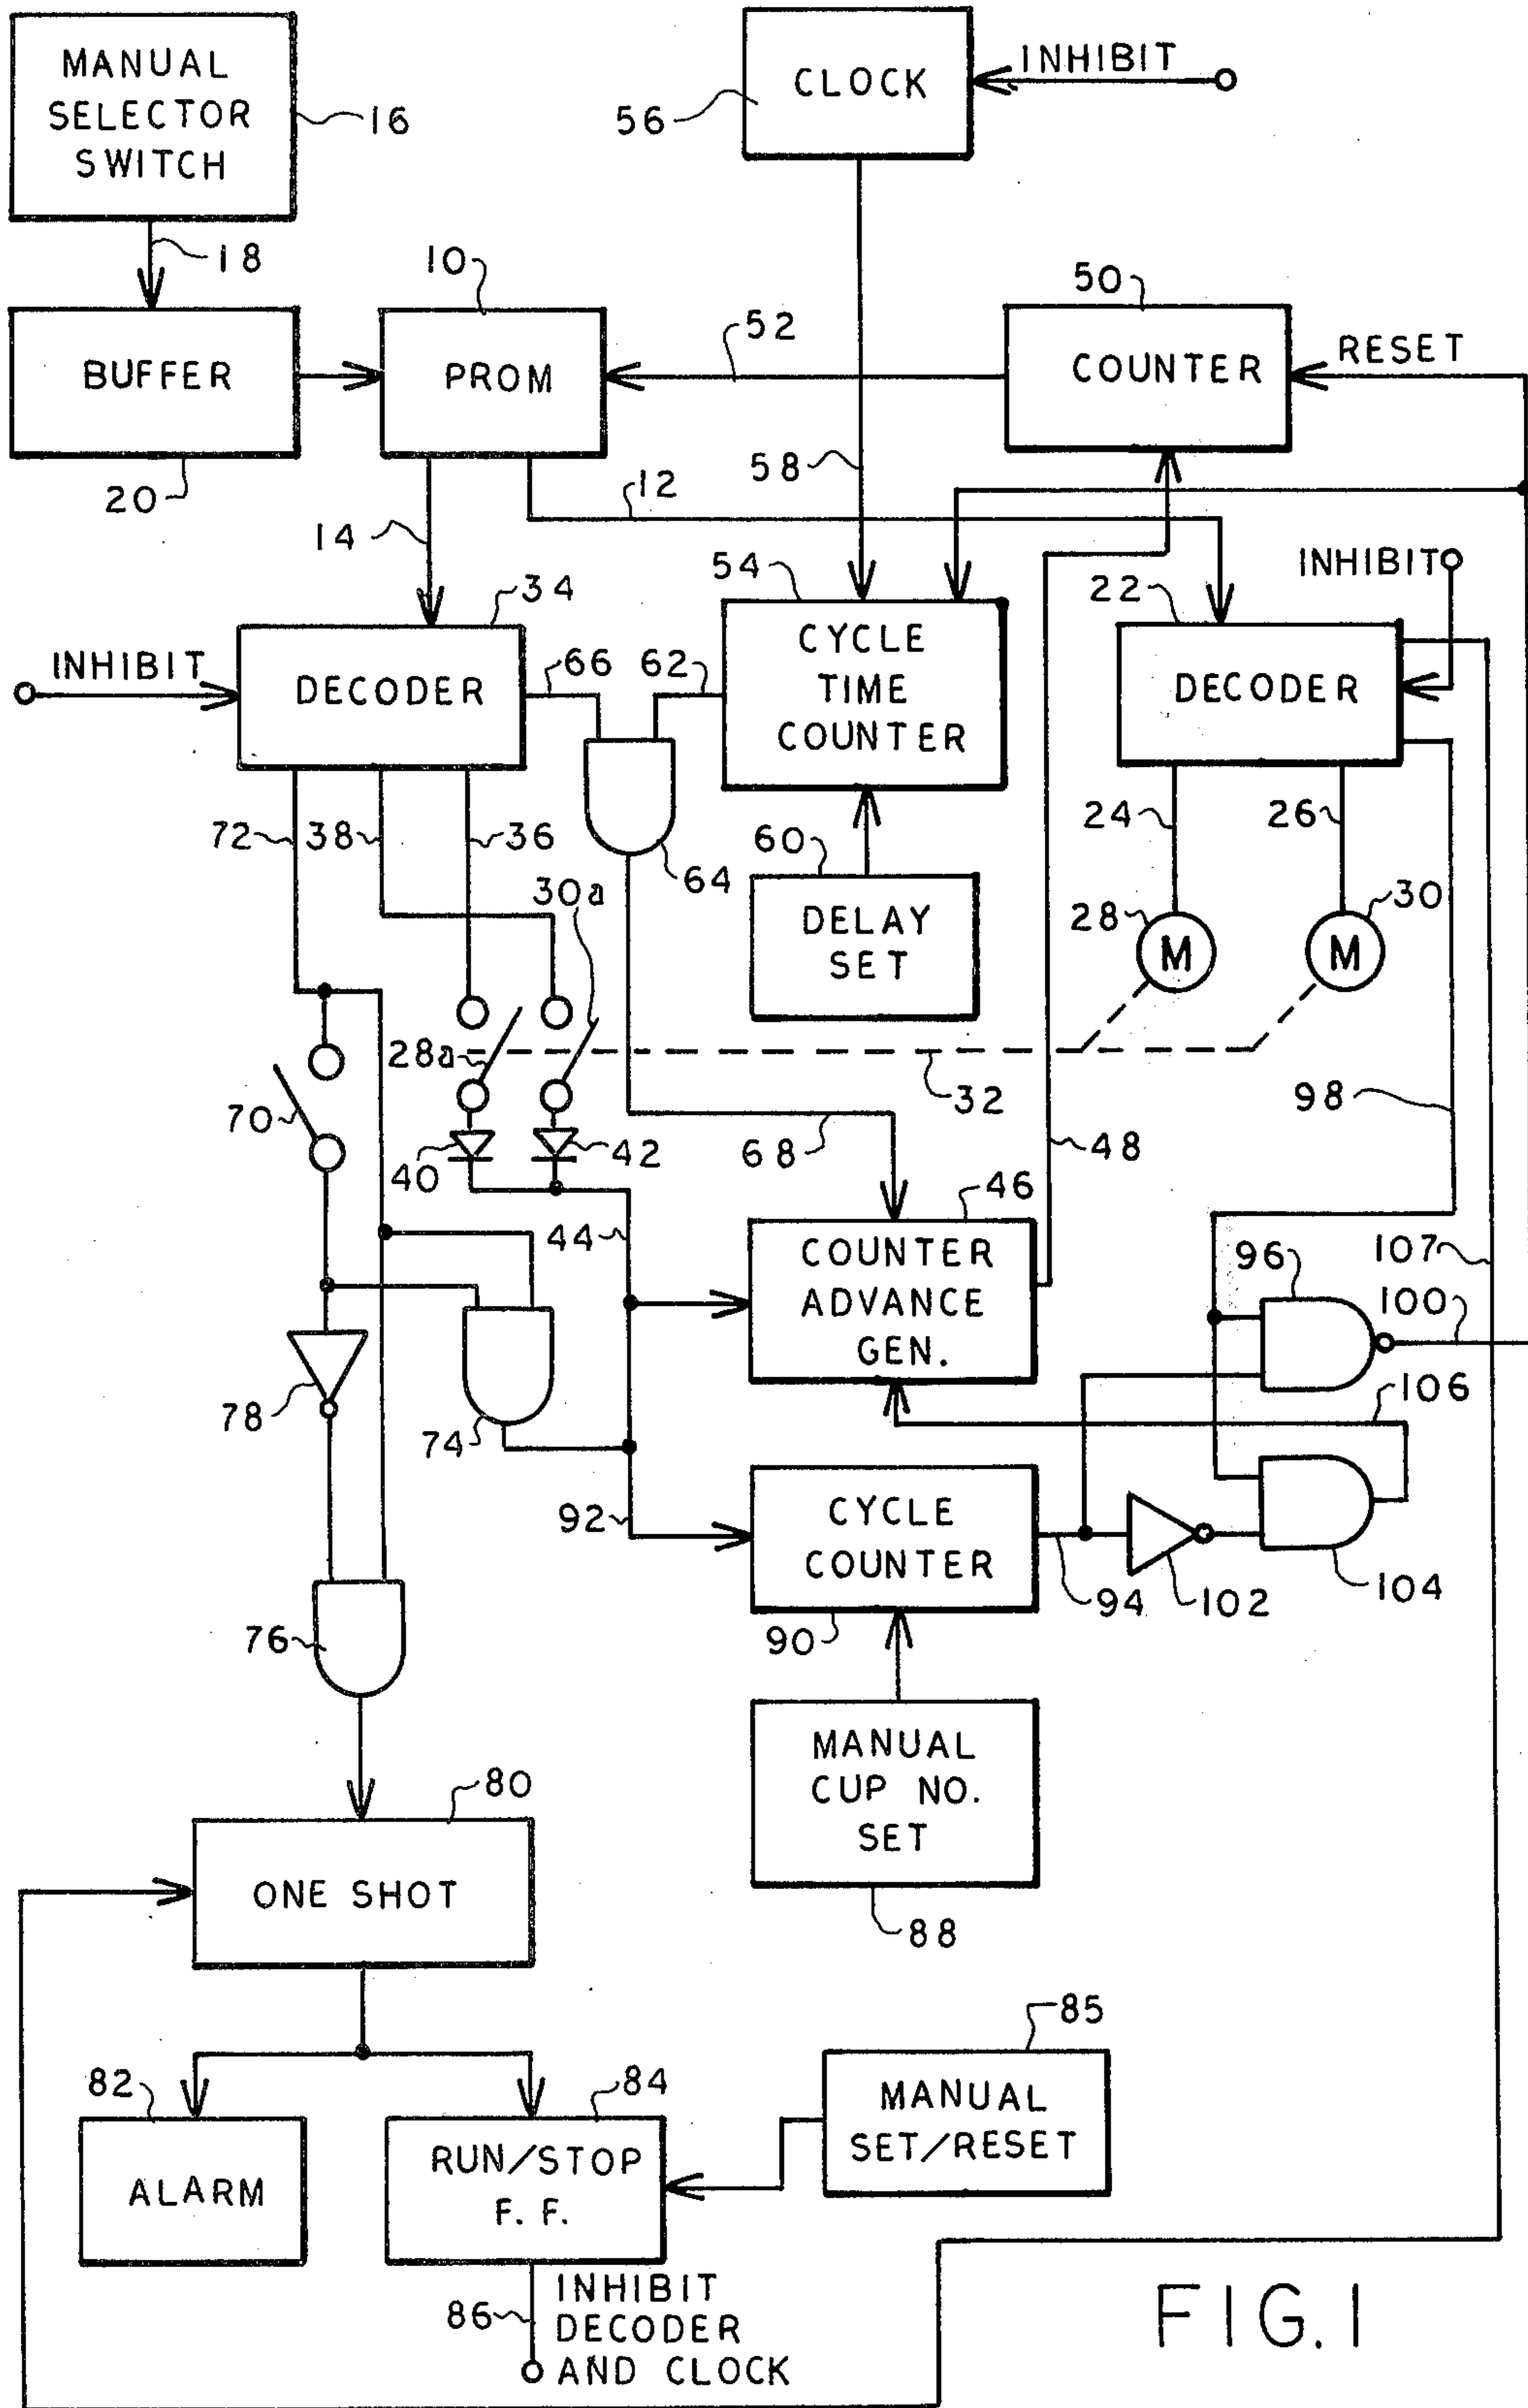 MANUAL
SELECTOR
SWITCH
16
CLOCK
56
INHIBIT
18
10
50
BUFFER
PROM
52
COUNTER
RESET
20
14
12
58
34
54
22
INHIBIT
INHIBIT
DECODER
66
62
CYCLE
TIME
COUNTER
DECODER
72
38
36
64
60
24
26
30a
DELAY
SET
28
M
30
M
28a
32
98
70
40
42
68
48
44
46
COUNTER
ADVANCE
GEN.
96
107
100
78
74
106
92
CYCLE
COUNTER
94
102
104
76
90
MANUAL
CUP NO.
SET
80
ONE SHOT
88
85
82
84
MANUAL
SET/RESET
ALARM
RUN/STOP
F. F.
86
INHIBIT
DECODER
AND CLOCK
FIG. 1